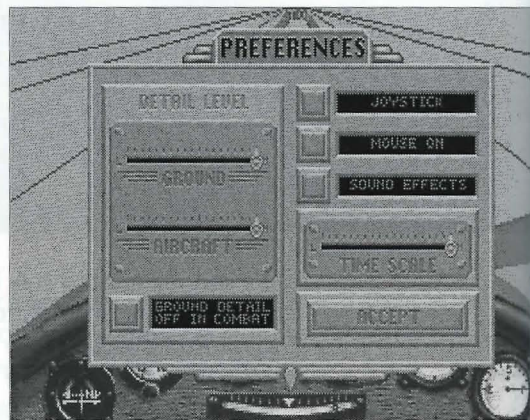 PREFERENCES
DETAIL LEVEL
GROUND
AIRCRAFT
GROUND DETAIL
OFF IN COMBAT
JOYSTICK
MOUSE ON
SOUND EFFECTS
TIME SCALE
ACCEPT